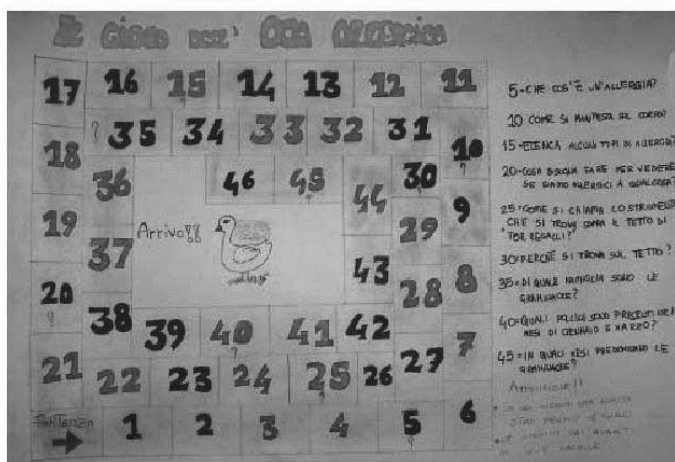 IL GIOCO DELL' OCA
17 16 15 14 13 12 11
? 35 34 33 32 31
18 36 46 45 44 30 10
19 37 Arrivo!! 29 9
43 28 8
20 38 39 40 41 42 27 7
21 22 23 24 25 26
PARTENZA 1 2 3 4 5 6
5-CHE COS'È UN'ALLERGIA?
10 COME SI MANIFESTA SUL CORPO?
15-ELENCA ALCUNI TIPI DI ALLERGIA?
20-COSA BISOGNA FARE PER VEDERE
SE SIAMO ALLERGICI A QUALCOSA?
25=COME SI CHIAMA LO STRUMENTO
CHE SI TROVA SOPRA IL TETTO DI
TOR REGALLI?
30=PERCHÉ SI TROVA SUL TETTO?
35=DI QUALE FAMIGLIA SONO LE
GRAMINACEE?
40=QUALI POLLINI SONO PRESENTI NEI
MESI DI GENNAIO E MARZO?
45=IN QUALI MESI PREDOMINANO LE
GRAMINACEE?
ATTENZIONE!!